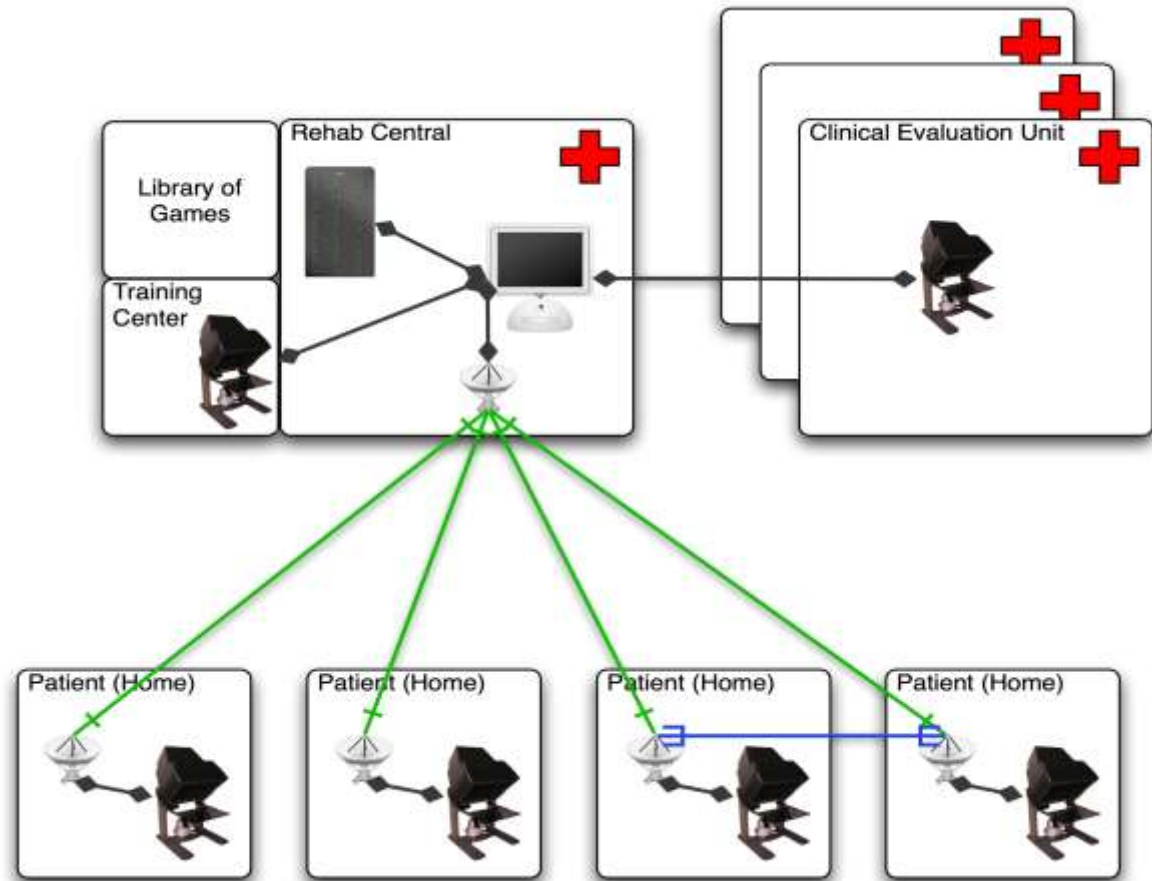 Rehab Central
Clinical Evaluation Unit
Library of
Games
Training
Center
Patient (Home)
Patient (Home)
Patient (Home)
Patient (Home)